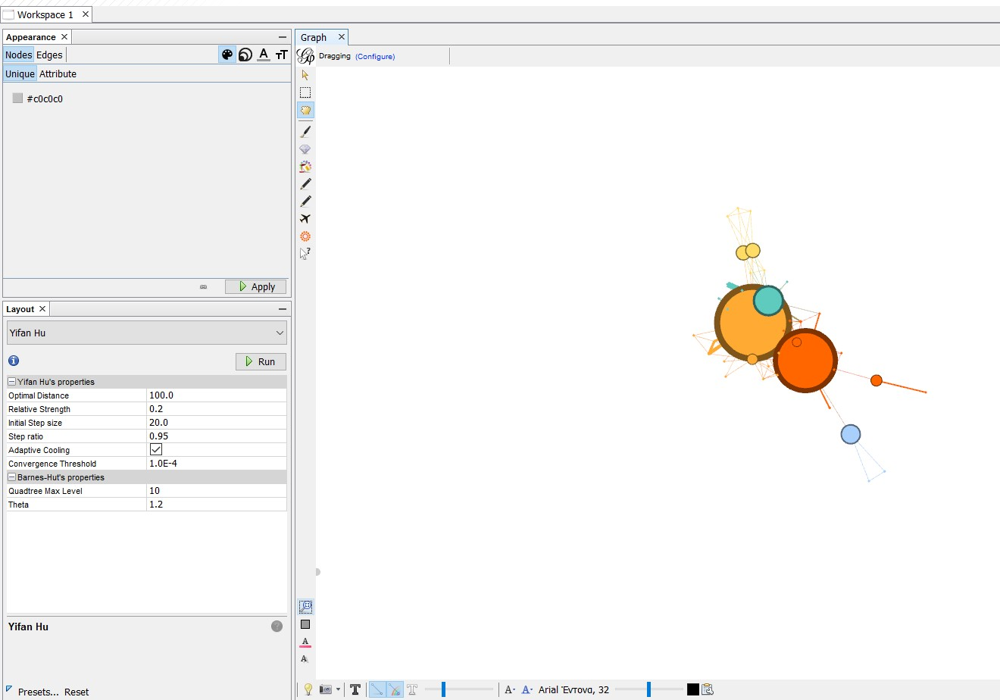 Workspace 1
Appearance
Nodes Edges
Unique Attribute
#c0c0c0
Apply
Layout
Yifan Hu
Run
Yifan Hu's properties
Optimal Distance 100.0
Relative Strength 0.2
Initial Step size 20.0
Step ratio 0.95
Adaptive Cooling
Convergence Threshold 1.0E-4
Barnes-Hut's properties
Quadtree Max Level 10
Theta 1.2
Yifan Hu
Presets... Reset
Graph
Dragging (Configure)
Arial Έντονα, 32